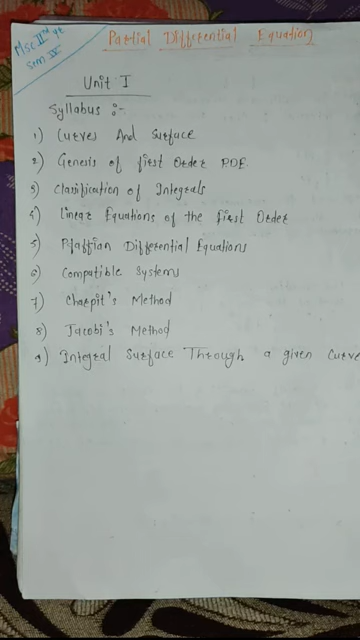 Msc IInd yr
Sem IV
Partial Differential Equation
Unit I
Syllabus :-
1) Curves And Surface
2) Genesis of first Order PDE.
3) Classification of Integrals
4) Linear Equations of the first Order
5) Pfaffian Differential Equations
6) Compatible Systems
7) Charpit's Method
8) Jacobi's Method
9) Integral Surface Through a given Curve